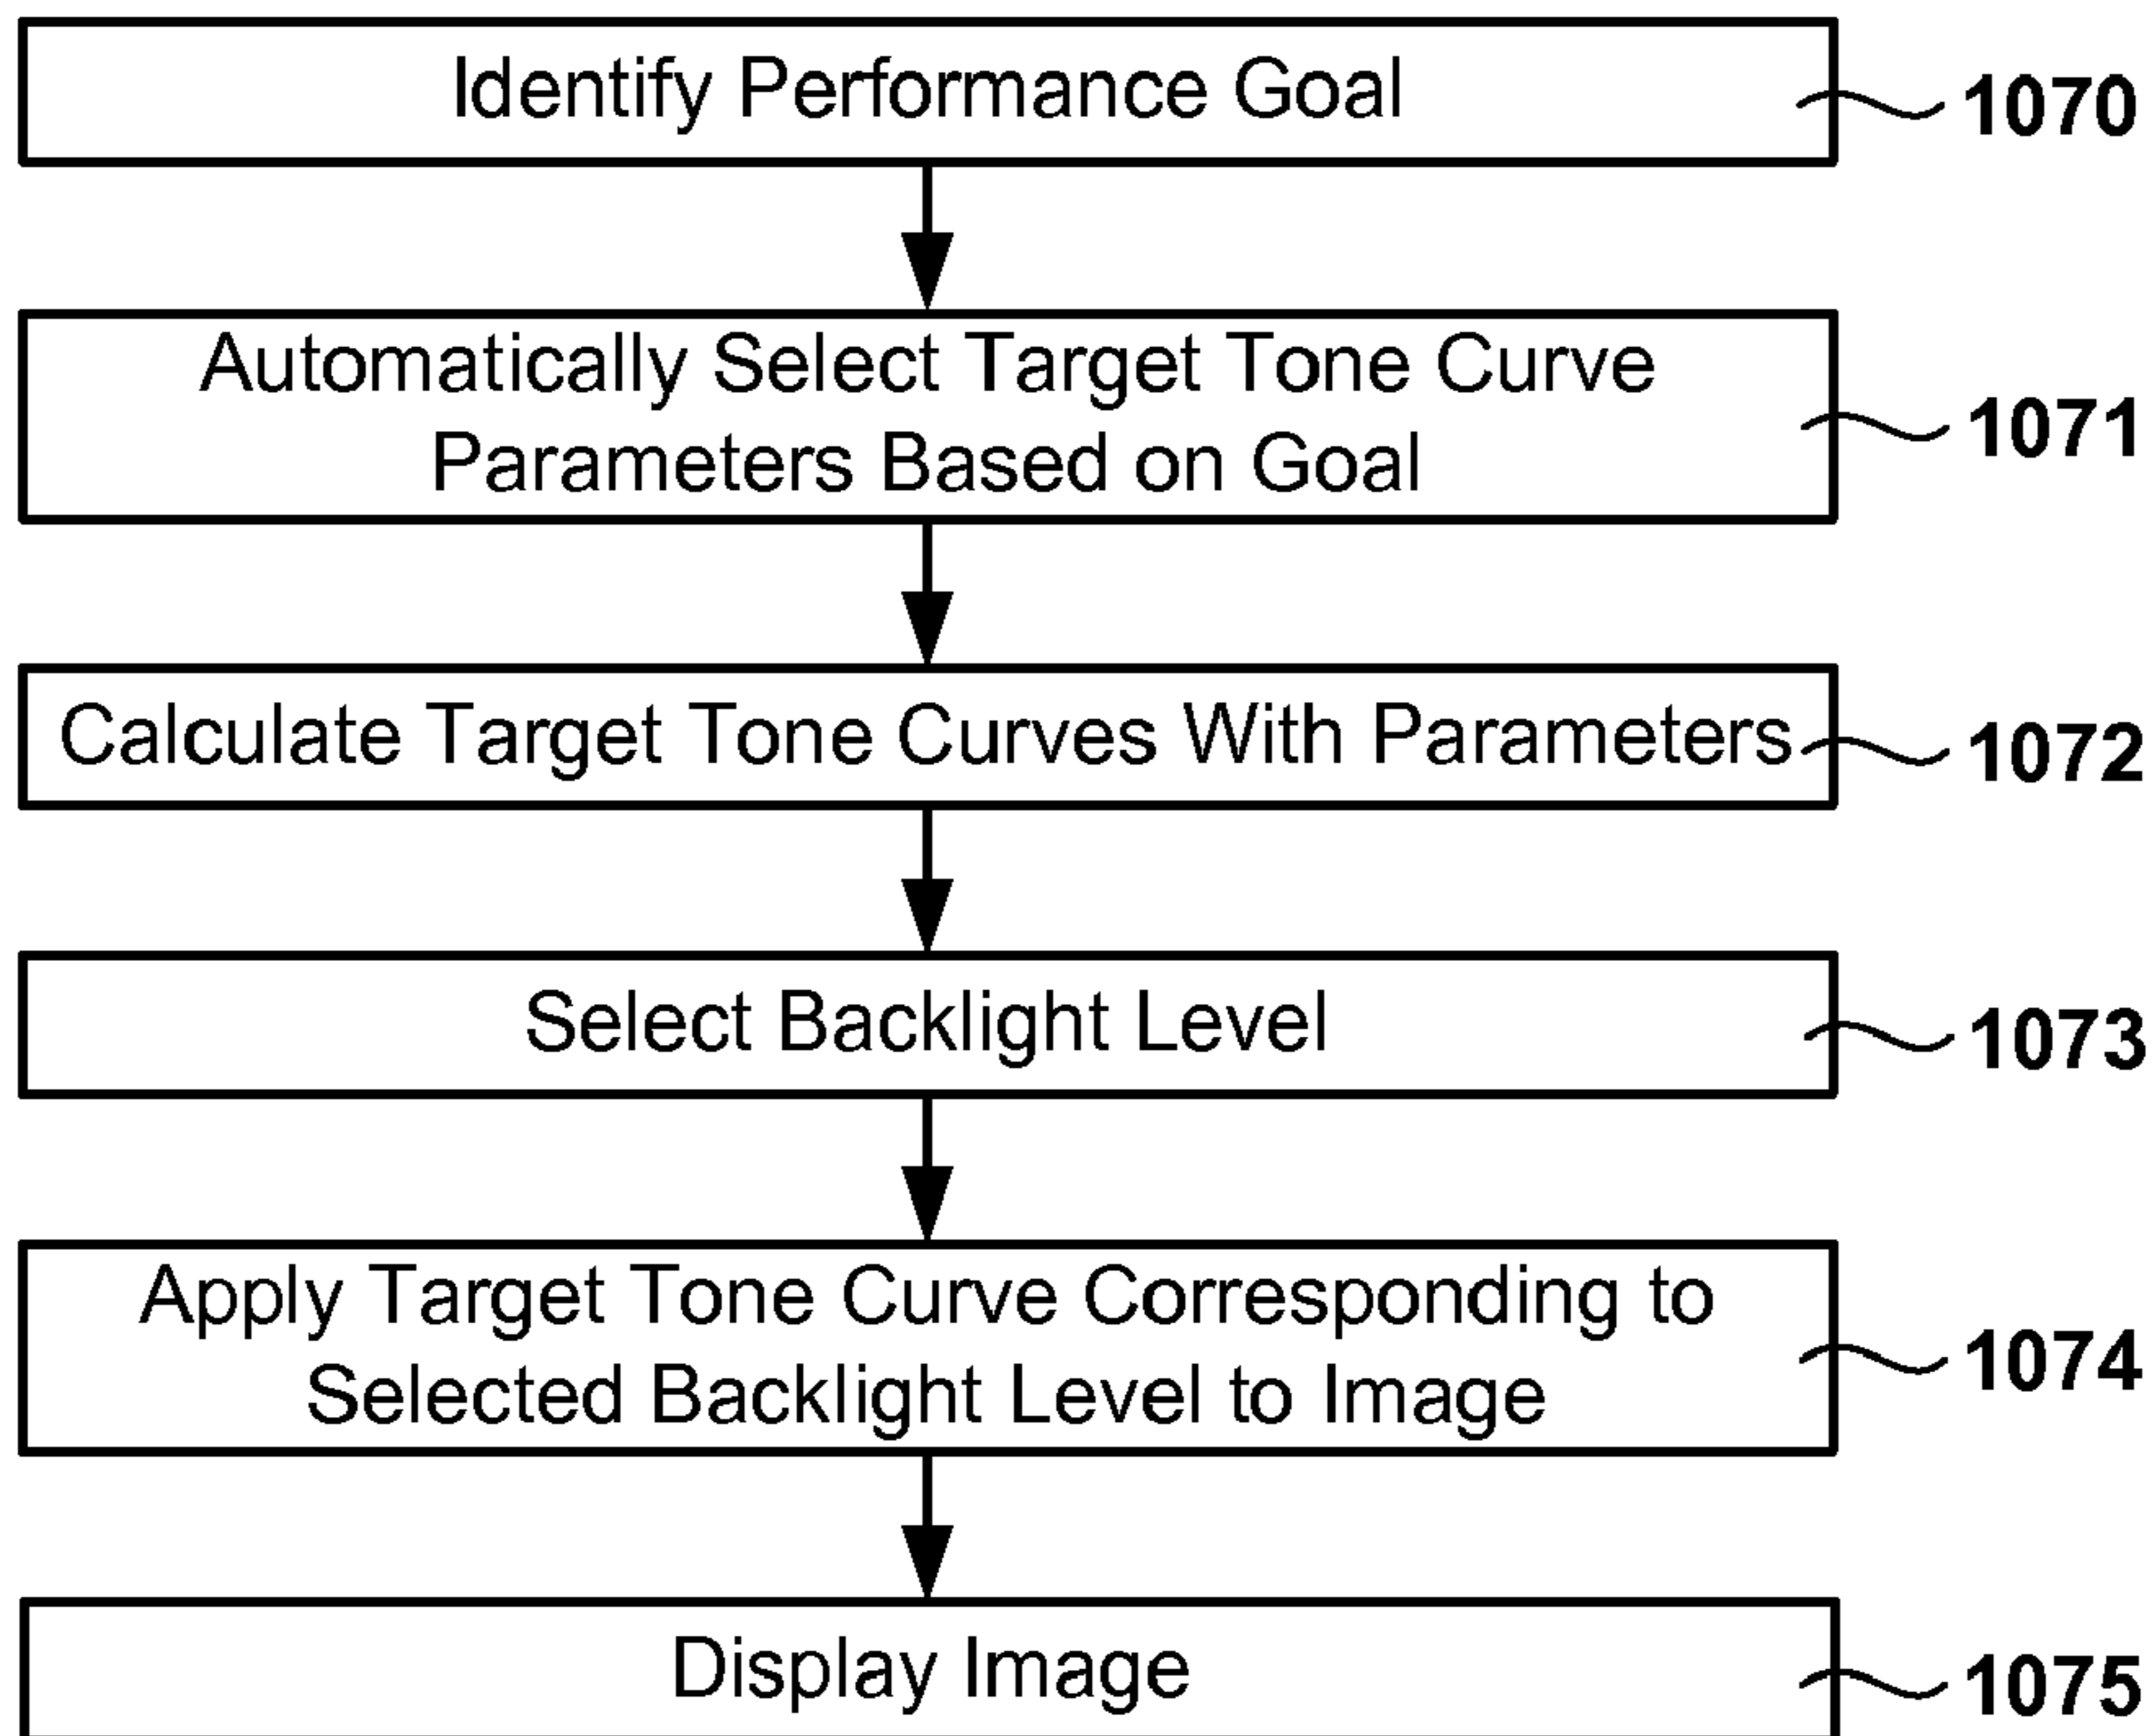 Identify Performance Goal
1070
Automatically Select Target Tone Curve
Parameters Based on Goal
1071
Calculate Target Tone Curves With Parameters
1072
Select Backlight Level
1073
Apply Target Tone Curve Corresponding to
Selected Backlight Level to Image
1074
Display Image
1075